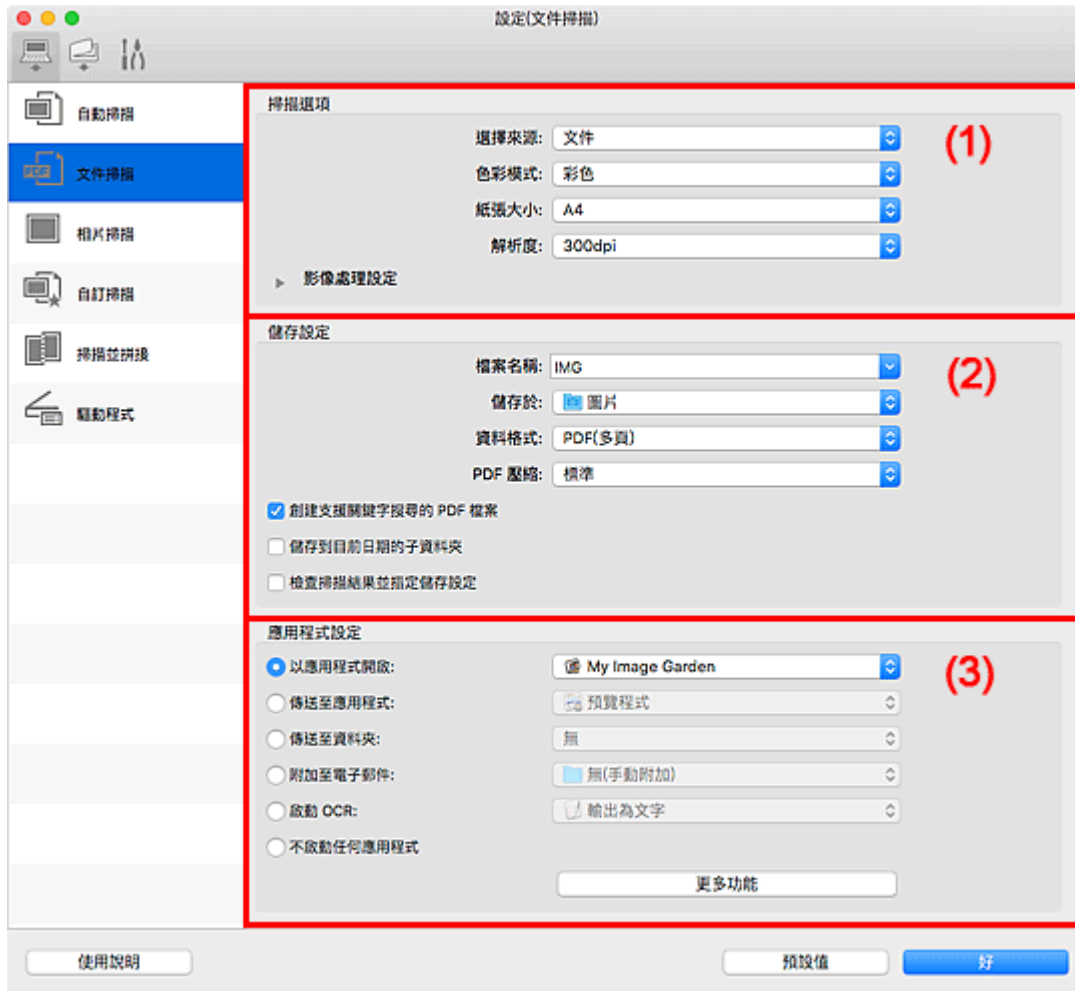 設定(文件掃描)
自動掃描
PDF 文件掃描
相片掃描
自訂掃描
掃描並拼接
驅動程式
掃描選項
(1)
選擇來源: 文件
色彩模式: 彩色
紙張大小: A4
解析度: 300dpi
影像處理設定
儲存設定
(2)
檔案名稱: IMG
儲存於: 圖片
資料格式: PDF(多頁)
PDF 壓縮: 標準
創建支援關鍵字搜尋的 PDF 檔案
儲存到目前日期的子資料夾
檢查掃描結果並指定儲存設定
應用程式設定
(3)
以應用程式開啟: My Image Garden
傳送至應用程式: 預覽程式
傳送至資料夾: 無
附加至電子郵件: 無(手動附加)
啟動 OCR: 輸出為文字
不啟動任何應用程式
更多功能
使用說明
預設值
好